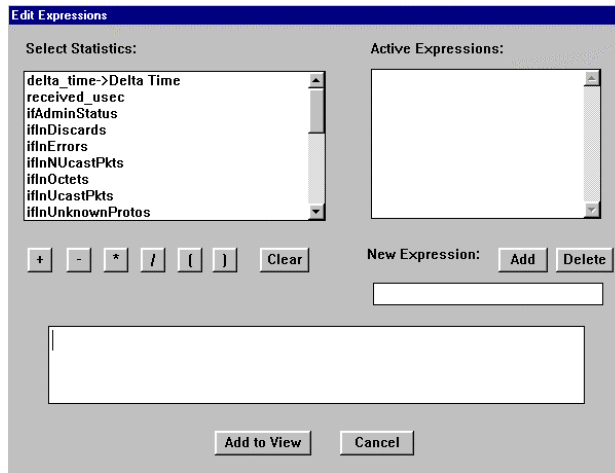 Edit Expressions
Select Statistics:
Active Expressions:
delta_time->Delta Time
received_usec
ifAdminStatus
ifInDiscards
ifInErrors
ifInNUcastPkts
ifInOctets
ifInUcastPkts
ifInUnknownProtos
+ - * / ( ) Clear
New Expression: Add Delete
Add to View Cancel